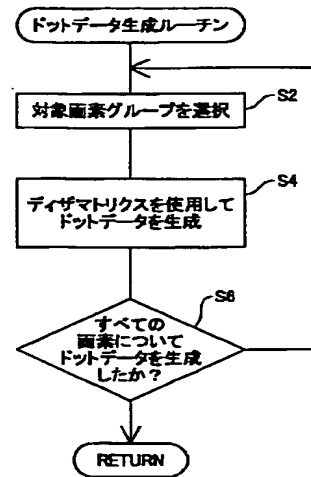 ドットデータ生成ルーチン
対象画素グループを選択
S2
ディザマトリクスを使用して
ドットデータを生成
S4
すべての
画素について
ドットデータを生成
したか？
S6
RETURN